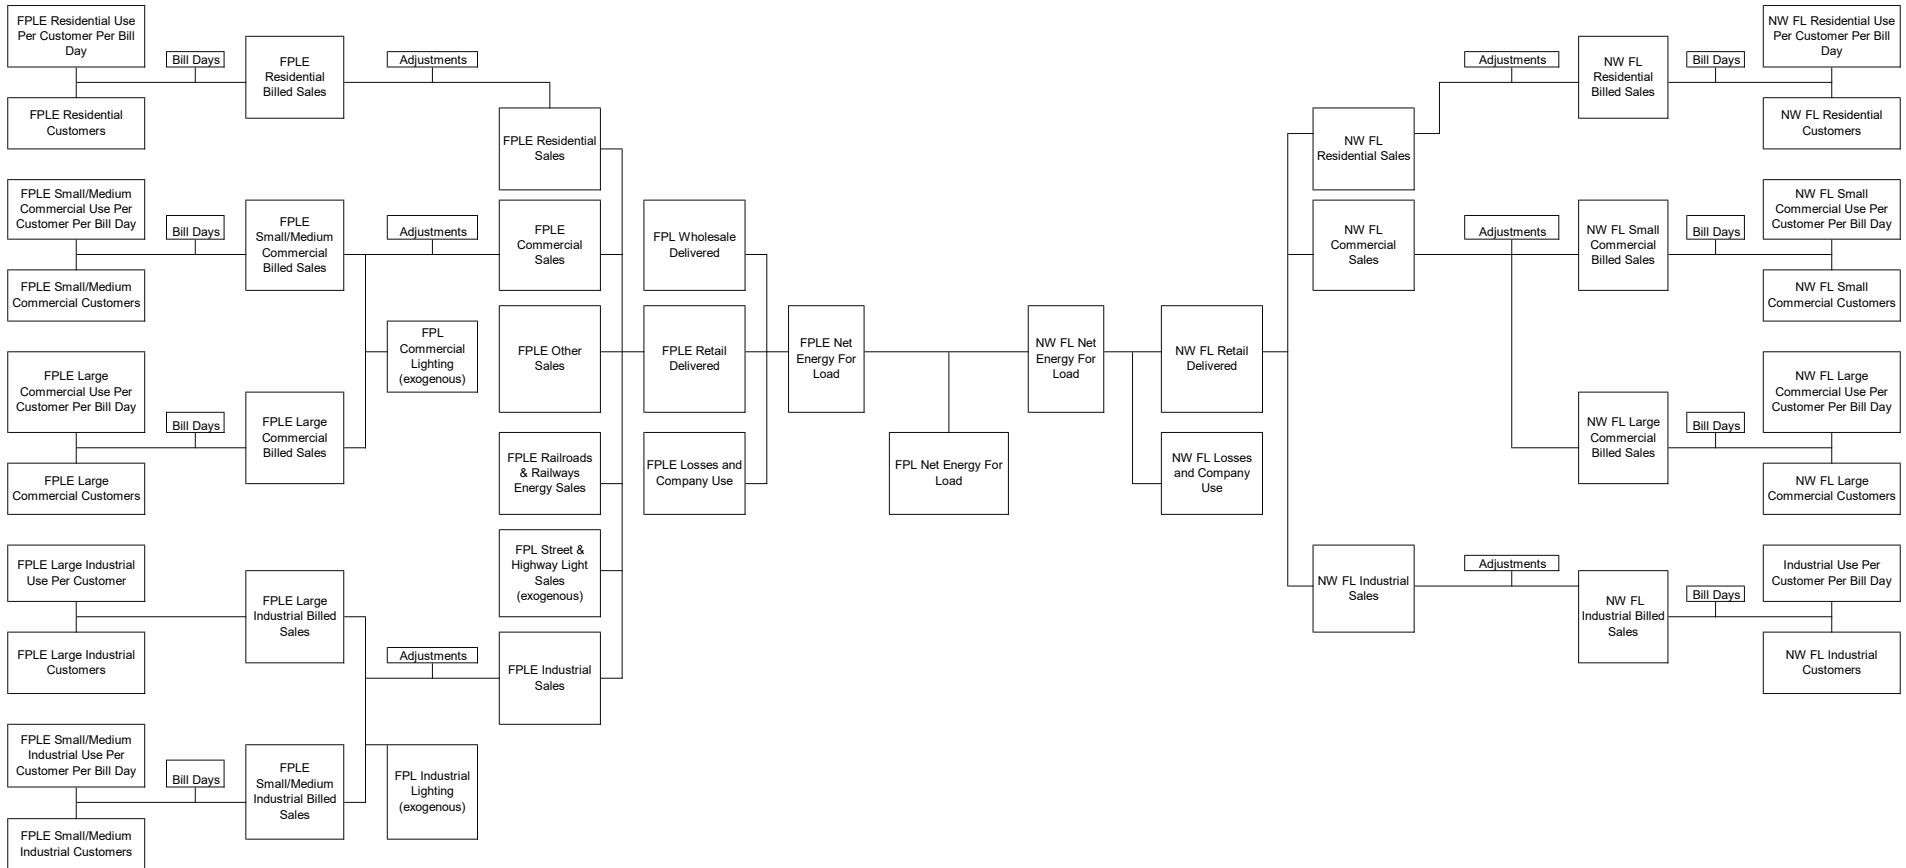 FPLE Residential Use
Per Customer Per Bill
Day
Bill Days
FPLE
Residential
Billed Sales
Adjustments
FPLE Residential
Customers
FPLE Residential
Sales
FPLE Small/Medium
Commercial Use Per
Customer Per Bill Day
Bill Days
FPLE
Small/Medium
Commercial
Billed Sales
Adjustments
FPLE
Commercial
Sales
FPLE Small/Medium
Commercial Customers
FPL
Commercial
Lighting
(exogenous)
FPLE Large
Commercial Use Per
Customer Per Bill Day
Bill Days
FPLE Large
Commercial
Billed Sales
FPLE Large
Commercial Customers
FPLE Other
Sales
FPLE Railroads
& Railways
Energy Sales
FPL Street &
Highway Light
Sales
(exogenous)
FPLE Large Industrial
Use Per Customer
FPLE Large
Industrial Billed
Sales
FPLE Large Industrial
Customers
Adjustments
FPLE Industrial
Sales
FPLE Small/Medium
Industrial Use Per
Customer Per Bill Day
Bill Days
FPLE
Small/Medium
Industrial Billed
Sales
FPL Industrial
Lighting
(exogenous)
FPLE Small/Medium
Industrial Customers
FPL Wholesale
Delivered
FPLE Retail
Delivered
FPLE Losses and
Company Use
FPLE Net
Energy For
Load
FPL Net Energy For
Load
NW FL Net
Energy For
Load
NW FL Retail
Delivered
NW FL Losses
and Company
Use
NW FL
Residential Sales
Adjustments
NW FL
Residential
Billed Sales
Bill Days
NW FL Residential Use
Per Customer Per Bill
Day
NW FL Residential
Customers
NW FL
Commercial
Sales
Adjustments
NW FL Small
Commercial
Billed Sales
Bill Days
NW FL Small
Commercial Use Per
Customer Per Bill Day
NW FL Small
Commercial Customers
NW FL Large
Commercial
Billed Sales
Bill Days
NW FL Large
Commercial Use Per
Customer Per Bill Day
NW FL Large
Commercial Customers
NW FL Industrial
Sales
Adjustments
NW FL
Industrial Billed
Sales
Bill Days
Industrial Use Per
Customer Per Bill Day
NW FL Industrial
Customers